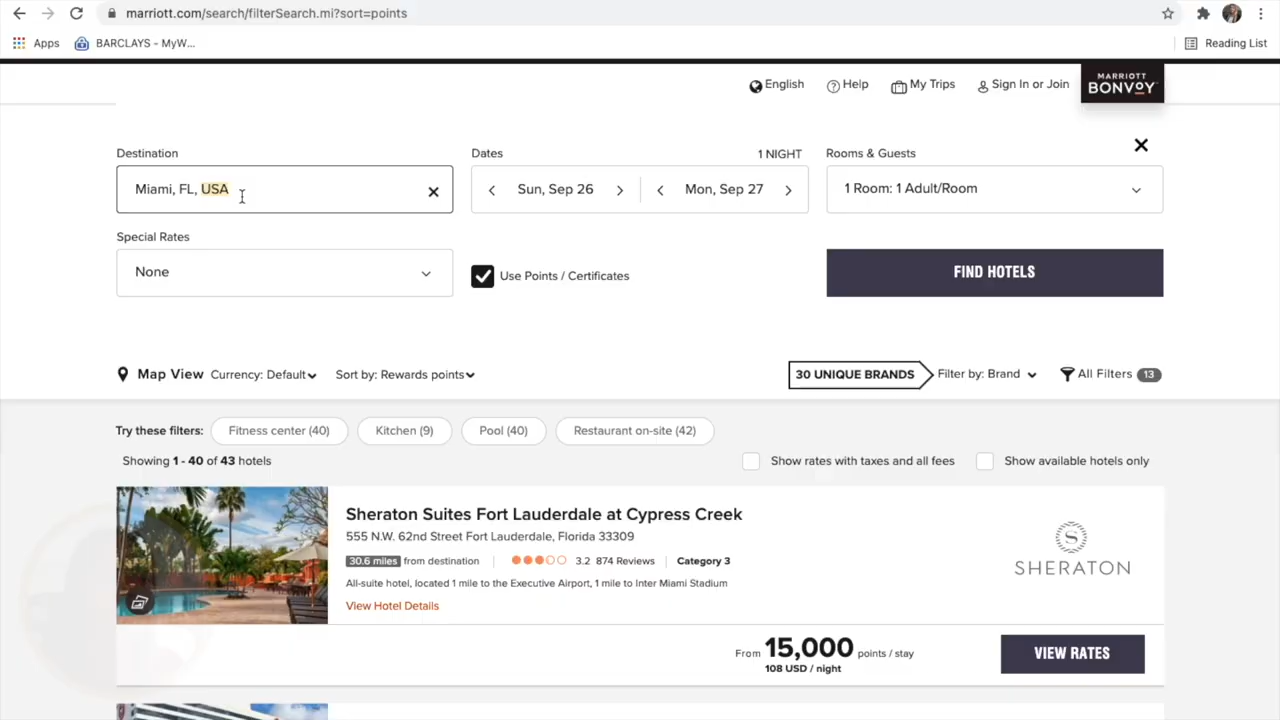 marriott.com/search/filterSearch.mi?sort=points
Apps
BARCLAYS - MyW...
Reading List
English
Help
My Trips
Sign In or Join
MARRIOTT
BONVOY
Destination
Dates
1 NIGHT
Rooms & Guests
Miami, FL, USA
Sun, Sep 26
Mon, Sep 27
1 Room: 1 Adult/Room
Special Rates
None
Use Points / Certificates
FIND HOTELS
Map View
Currency: Default
Sort by: Rewards points
30 UNIQUE BRANDS
Filter by: Brand
All Filters 13
Try these filters:
Fitness center (40)
Kitchen (9)
Pool (40)
Restaurant on-site (42)
Showing 1 - 40 of 43 hotels
Show rates with taxes and all fees
Show available hotels only
Sheraton Suites Fort Lauderdale at Cypress Creek
555 N.W. 62nd Street Fort Lauderdale, Florida 33309
30.6 miles from destination
3.2 874 Reviews
Category 3
All-suite hotel, located 1 mile to the Executive Airport, 1 mile to Inter Miami Stadium
View Hotel Details
S
SHERATON
From 15,000 points / stay
108 USD / night
VIEW RATES